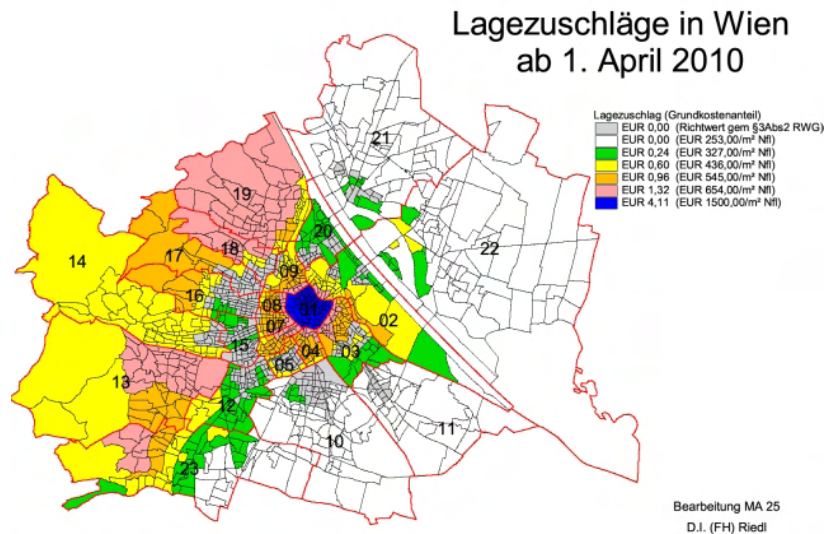 Lagezuschläge in Wien
ab 1. April 2010
Lagezuschlag (Grundkostenanteil)
EUR 0,00 (Richtwert gem §3Abs2 RWG)
EUR 0,00 (EUR 253,00/m² Nfl)
EUR 0,24 (EUR 327,00/m² Nfl)
EUR 0,60 (EUR 436,00/m² Nfl)
EUR 0,96 (EUR 545,00/m² Nfl)
EUR 1,32 (EUR 654,00/m² Nfl)
EUR 4,11 (EUR 1500,00/m² Nfl)
21
19
20
22
18
17
14
09
16
08
01
02
07
15
04
03
05
13
12
10
11
23
Bearbeitung MA 25
D.I. (FH) Riedl